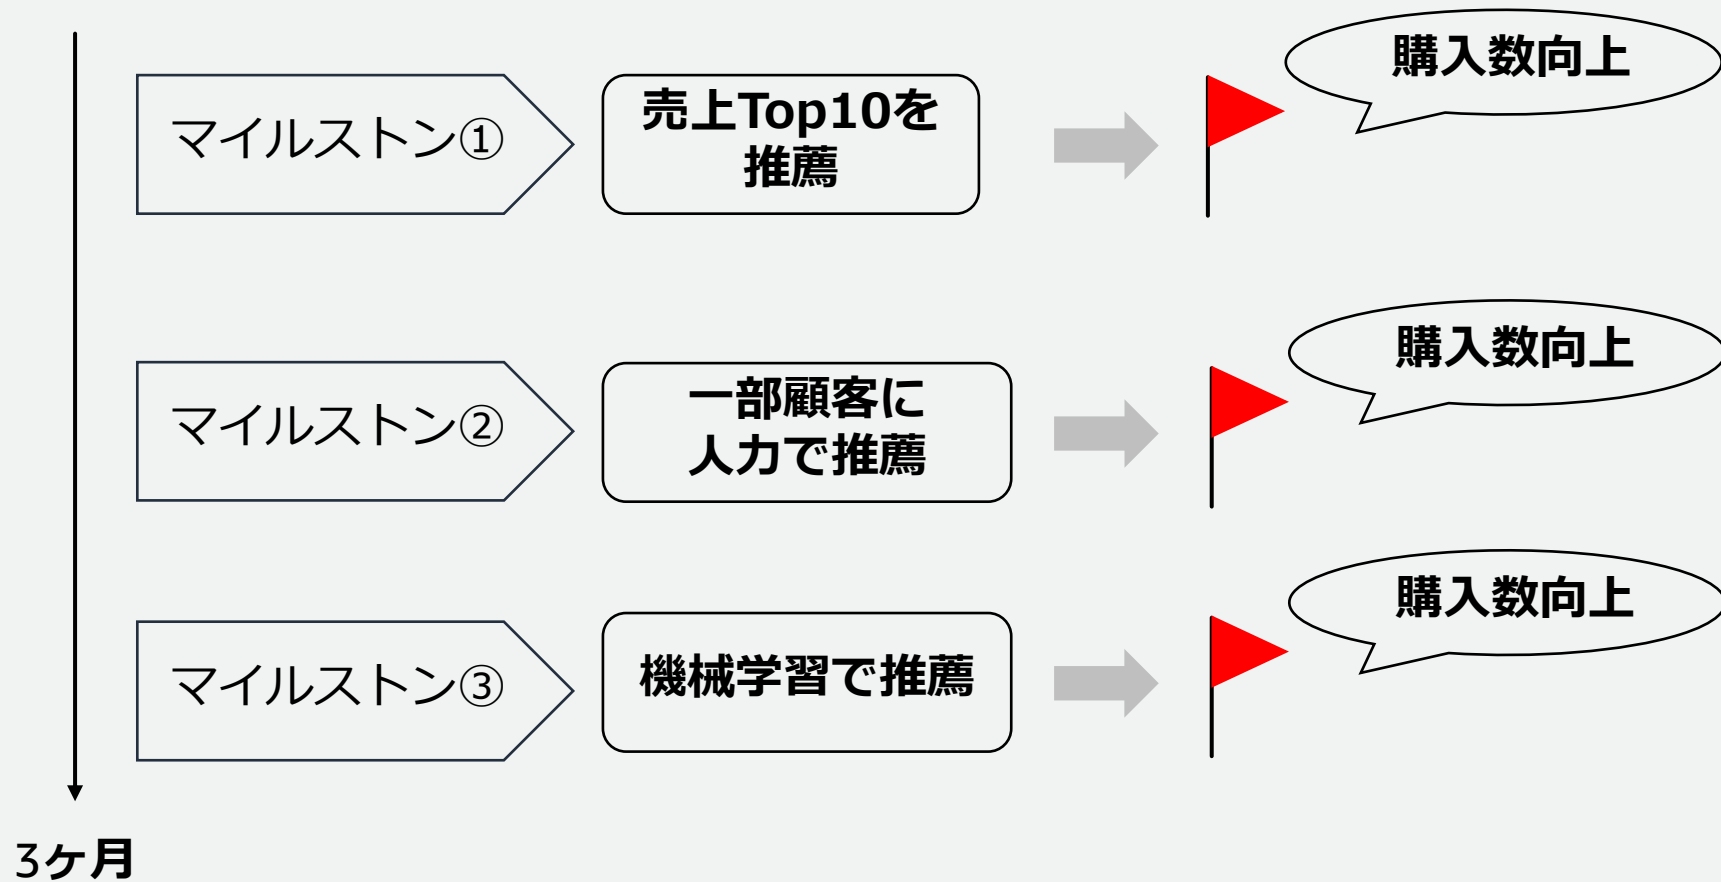 購入数向上
マイルストン①
売上Top10を
推薦
購入数向上
マイルストン②
一部顧客に
人力で推薦
購入数向上
マイルストン③
機械学習で推薦
3ケ月